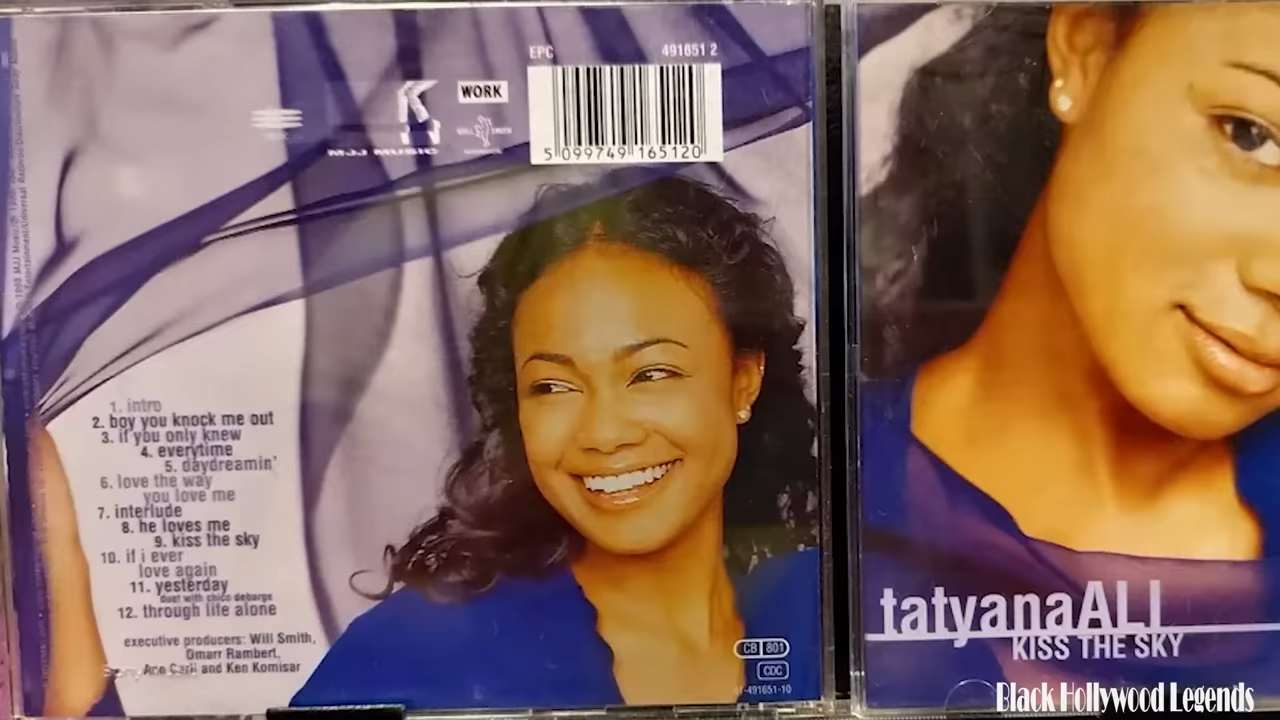 EPC 491651 2
WORK
MJJ MUSIC
5 099749 165120
1. intro
2. boy you knock me out
3. if you only knew
4. everytime
5. daydreamin'
6. love the way
you love me
7. interlude
8. he loves me
9. kiss the sky
10. if i ever
love again
11. yesterday
duet with chico debarge
12. through life alone
executive producers: Will Smith,
Omarr Rambert,
and Ken Komisar
CB 801
CDC
tatyanaALI
KISS THE SKY
Black Hollywood Legends